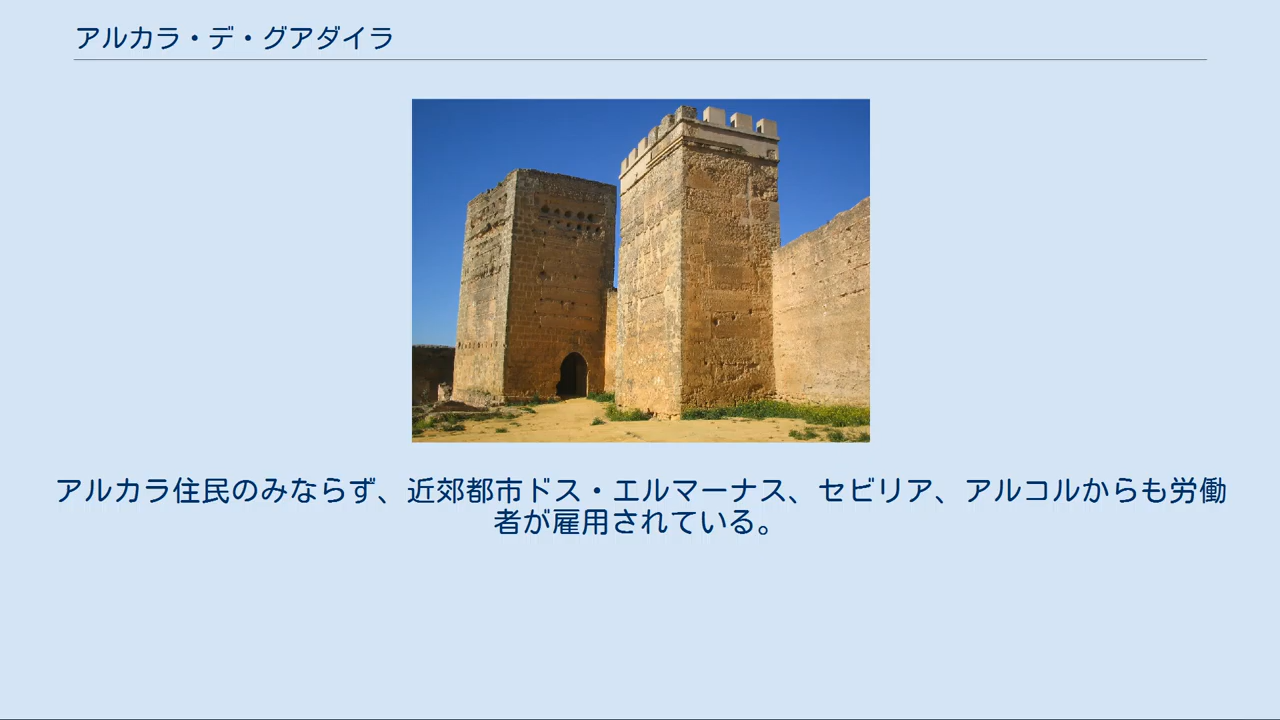 アルカラ・デ・グアダイラ
アルカラ住民のみならず、近郊都市ドス・エルマーナス、セビリア、アルコルからも労働
者が雇用されている。